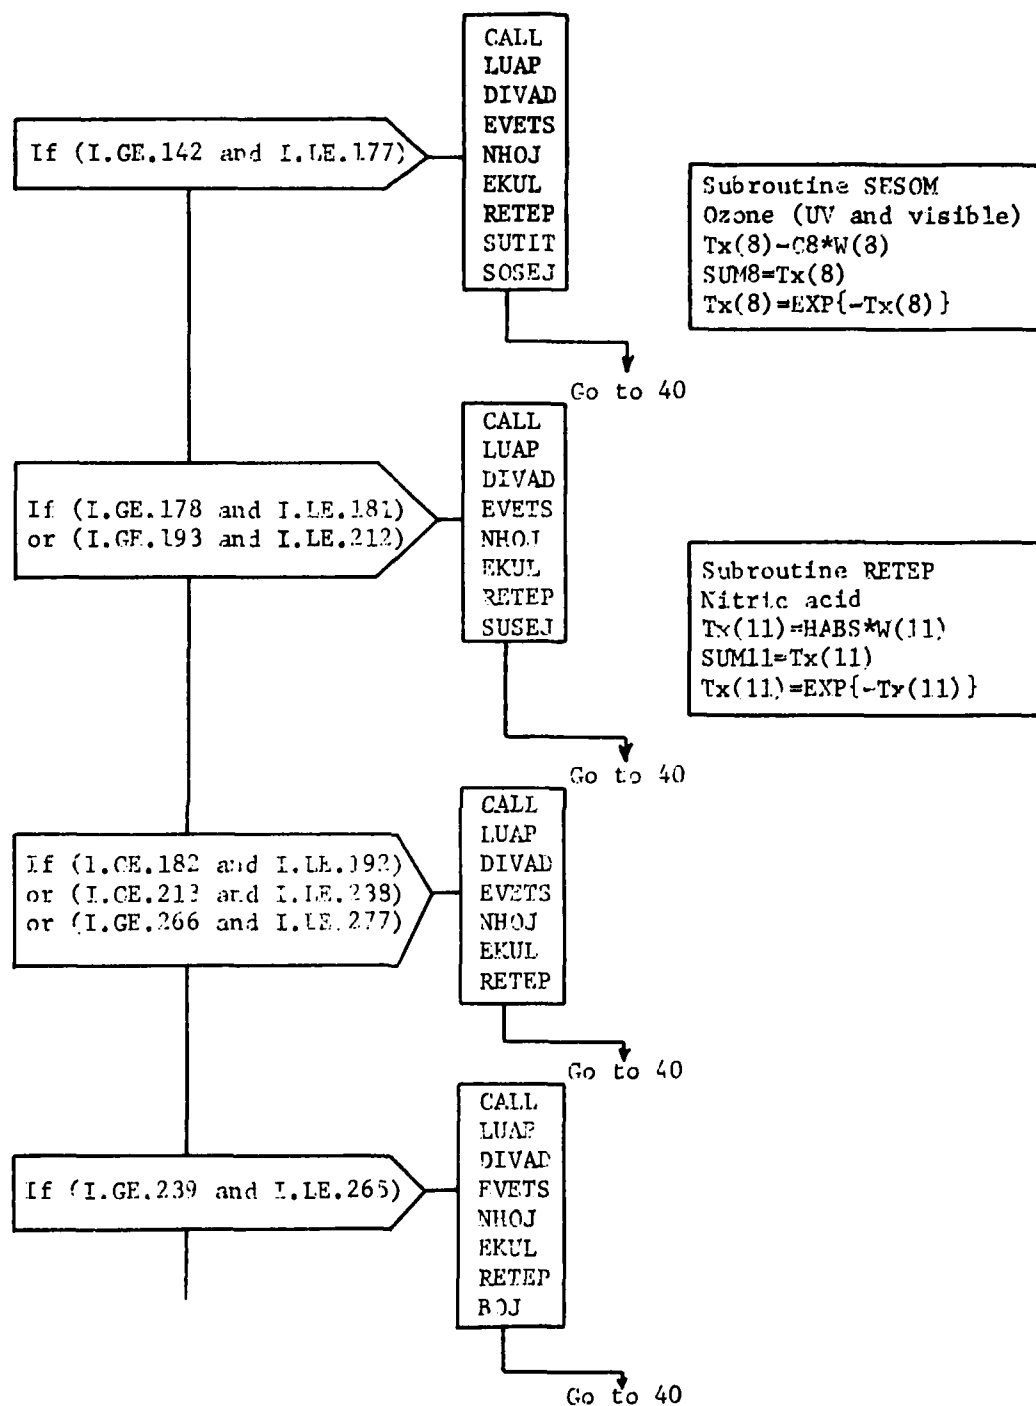 CALL
LUAP
DIVAD
EVETS
NHOJ
EKUL
RETEP
SUTIT
SOSEJ
If (I.GE.142 and I.LE.177)
Go to 40
Subroutine SESOM
Ozone (UV and visible)
Tx(8)-C8*W(8)
SUM8=Tx(8)
Tx(8)=EXP{-Tx(8)}
CALL
LUAP
DIVAD
EVETS
NHOJ
EKUL
RETEP
SUSEJ
If (I.GE.178 and I.LE.181)
or (I.GE.193 and I.LE.212)
Go to 40
Subroutine RETEP
Nitric acid
Tx(11)=HABS*W(11)
SUM11=Tx(11)
Tx(11)=EXP{-Tx(11)}
CALL
LUAP
DIVAD
EVETS
NHOJ
EKUL
RETEP
If (I.GE.182 and I.LE.192)
or (I.GE.213 and I.LE.238)
or (I.GE.266 and I.LE.277)
Go to 40
CALL
LUAP
DIVAD
EVETS
NHOJ
EKUL
RETEP
BOJ
If (I.GE.239 and I.LE.265)
Go to 40